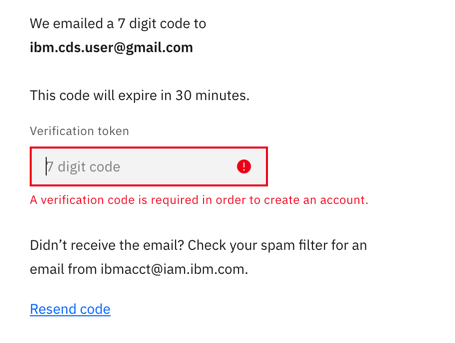 We emailed a 7 digit code to
ibm.cds.user@gmail.com
This code will expire in 30 minutes.
Verification token
7 digit code
A verification code is required in order to create an account.
Didn’t receive the email? Check your spam filter for an
email from ibmacct@iam.ibm.com.
Resend code